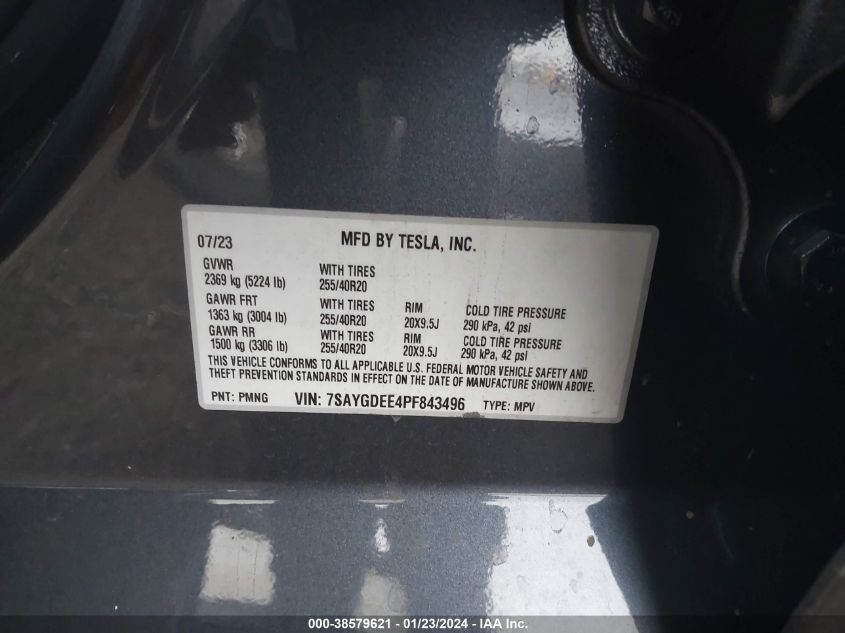 07/23 MFD BY TESLA, INC.
GVWR WITH TIRES
2369 kg (5224 lb) 255/40R20
GAWR FRT WITH TIRES RIM COLD TIRE PRESSURE
1363 kg (3004 lb) 255/40R20 20X9.5J 290 kPa, 42 psi
GAWR RR WITH TIRES RIM COLD TIRE PRESSURE
1500 kg (3306 lb) 255/40R20 20X9.5J 290 kPa, 42 psi
THIS VEHICLE CONFORMS TO ALL APPLICABLE U.S. FEDERAL MOTOR VEHICLE SAFETY AND
THEFT PREVENTION STANDARDS IN EFFECT ON THE DATE OF MANUFACTURE SHOWN ABOVE.
PNT: PMNG VIN: 7SAYGDEE4PF843496 TYPE: MPV
000-38579621 - 01/23/2024 - IAA Inc.